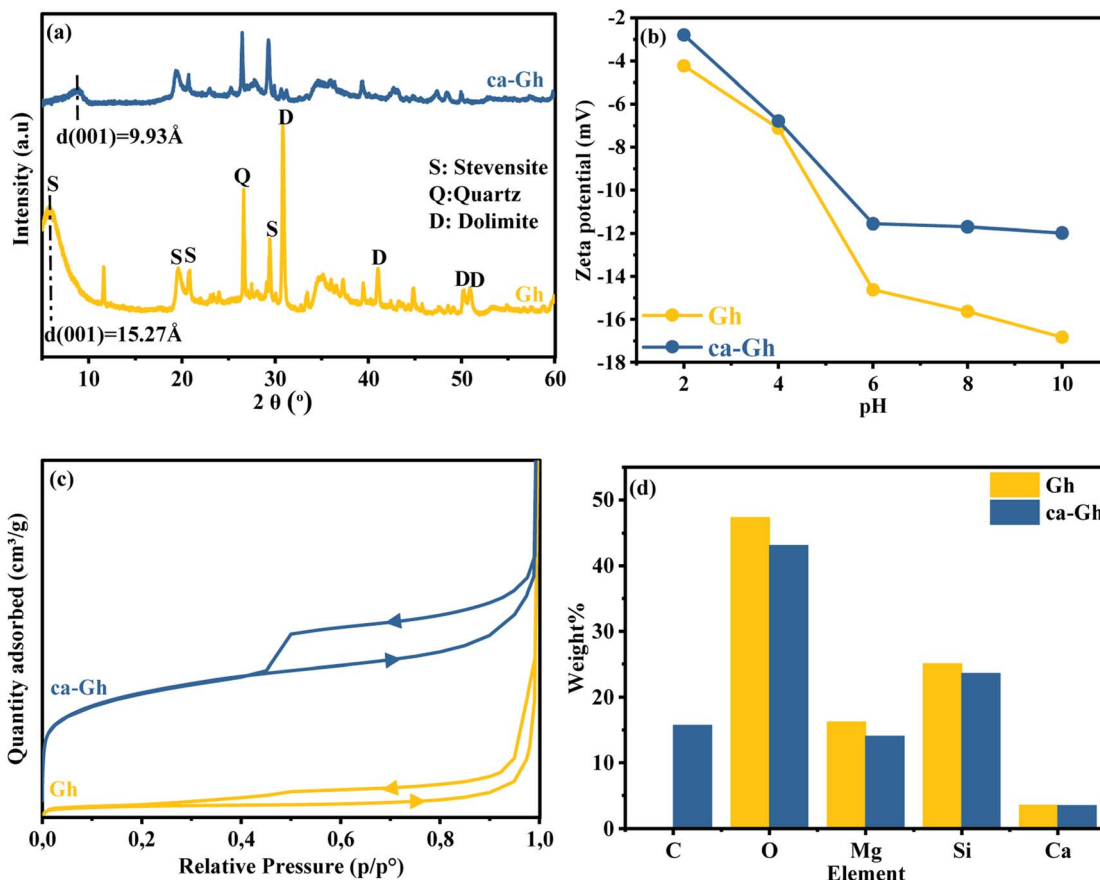 (a)
ca-Gh
d(001)=9.93Å
D
S
Q
S: Stevensite
Q:Quartz
D: Dolimite
S
S
S
D
D
D
Gh
d(001)=15.27Å
Intensity (a.u)
10
20
30
40
50
60
2 θ (º)
(b)
-2
-4
-6
-8
-10
-12
-14
-16
-18
Zeta potential (mV)
Gh
ca-Gh
2
4
6
8
10
pH
(c)
Quantity adsorbed (cm³/g)
ca-Gh
Gh
0,0
0,2
0,4
0,6
0,8
1,0
Relative Pressure (p/p°)
(d)
Gh
ca-Gh
50
40
30
20
10
0
Weight%
C
O
Mg
Si
Ca
Element